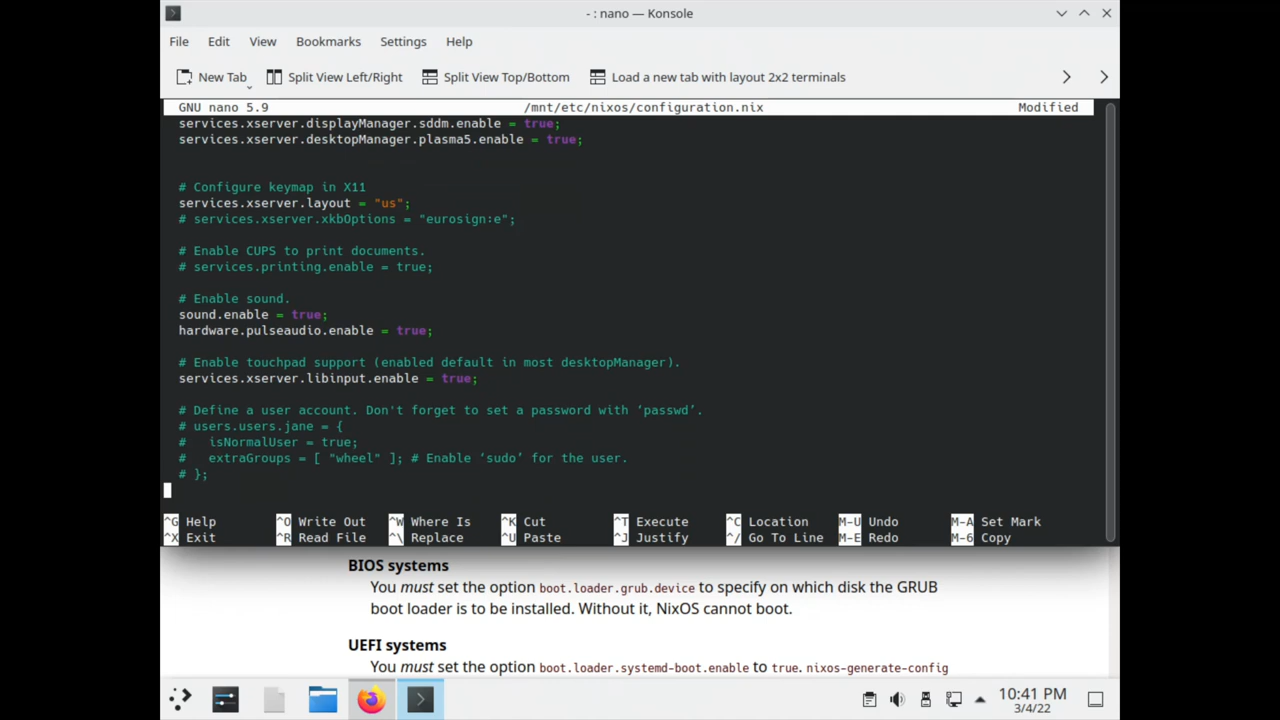 - : nano — Konsole
File Edit View Bookmarks Settings Help
New Tab Split View Left/Right Split View Top/Bottom Load a new tab with layout 2x2 terminals
GNU nano 5.9 /mnt/etc/nixos/configuration.nix Modified
services.xserver.displayManager.sddm.enable = true;
services.xserver.desktopManager.plasma5.enable = true;
# Configure keymap in X11
services.xserver.layout = "us";
# services.xserver.xkbOptions = "eurosign:e";
# Enable CUPS to print documents.
# services.printing.enable = true;
# Enable sound.
sound.enable = true;
hardware.pulseaudio.enable = true;
# Enable touchpad support (enabled default in most desktopManager).
services.xserver.libinput.enable = true;
# Define a user account. Don't forget to set a password with ‘passwd’.
# users.users.jane = {
#   isNormalUser = true;
#   extraGroups = [ "wheel" ]; # Enable ‘sudo’ for the user.
# };
^G Help ^O Write Out ^W Where Is ^K Cut ^T Execute ^C Location M-U Undo M-A Set Mark
^X Exit ^R Read File ^\ Replace ^U Paste ^J Justify ^/ Go To Line M-E Redo M-6 Copy
BIOS systems
You must set the option boot.loader.grub.device to specify on which disk the GRUB
boot loader is to be installed. Without it, NixOS cannot boot.
UEFI systems
You must set the option boot.loader.systemd-boot.enable to true. nixos-generate-config
10:41 PM
3/4/22